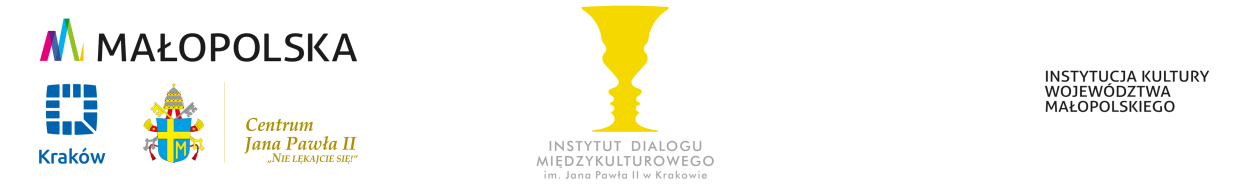 MAŁOPOLSKA
Kraków
Centrum
Jana Pawła II
„NIE LĘKAJCIE SIĘ!”
M
INSTYTUT DIALOGU
MIĘDZYKULTUROWEGO
im. Jana Pawła II w Krakowie
INSTYTUCJA KULTURY
WOJEWÓDZTWA
MAŁOPOLSKIEGO